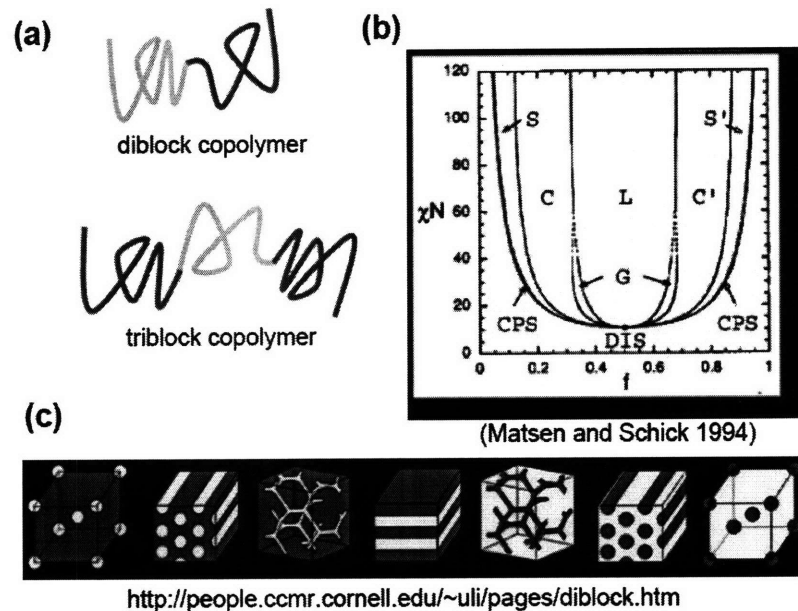 (a)
diblock copolymer
triblock copolymer
(b)
120
100
80
60
40
20
0
χN
S
S'
C
L
C'
G
CPS
CPS
DIS
0
0.2
0.4
0.6
0.8
1
f
(Matsen and Schick 1994)
(c)
http://people.ccmr.cornell.edu/~uli/pages/diblock.htm